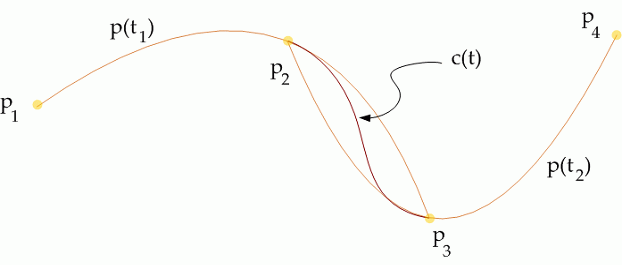 p(t₁)
p₄
c(t)
p₂
p₁
p(t₂)
p₃